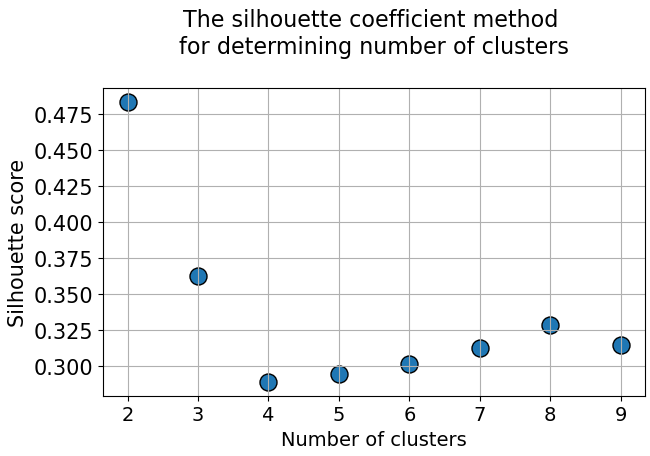 The silhouette coefficient method
for determining number of clusters
0.475
0.450
0.425
0.400
0.375
0.350
0.325
0.300
Silhouette score
2 3 4 5 6 7 8 9
Number of clusters